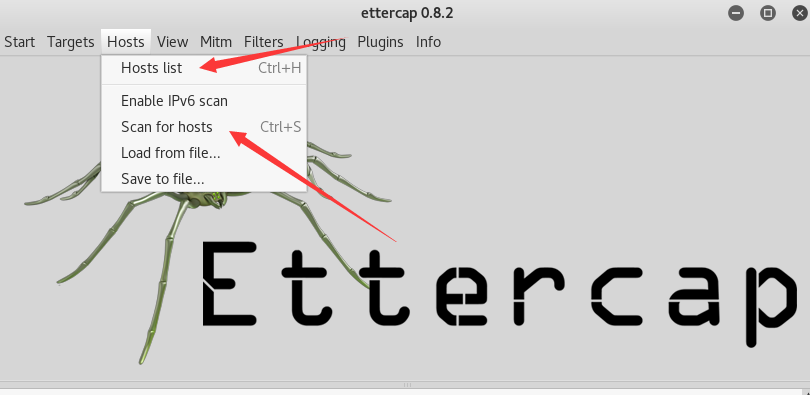 ettercap 0.8.2
Start Targets Hosts View Mitm Filters Logging Plugins Info
Hosts list Ctrl+H
Enable IPv6 scan
Scan for hosts Ctrl+S
Load from file...
Save to file...
Ettercap